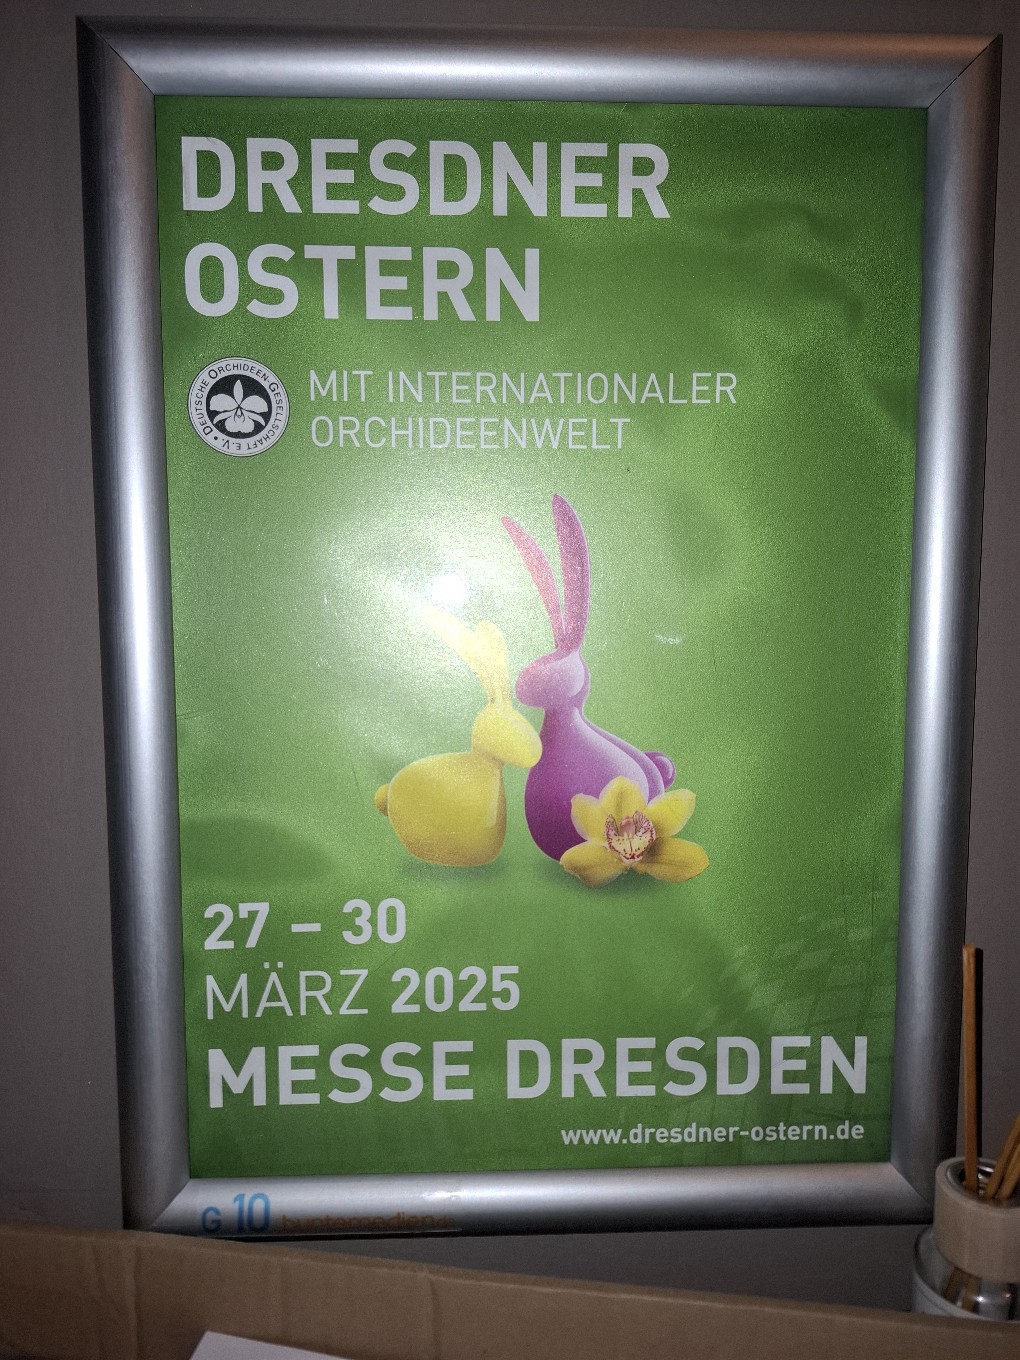 DRESDNER
OSTERN
DEUTSCHE ORCHIDEEN-GESELLSCHAFT E.V. •
MIT INTERNATIONALER
ORCHIDEENWELT
27 – 30
MÄRZ 2025
MESSE DRESDEN
www.dresdner-ostern.de
G 10